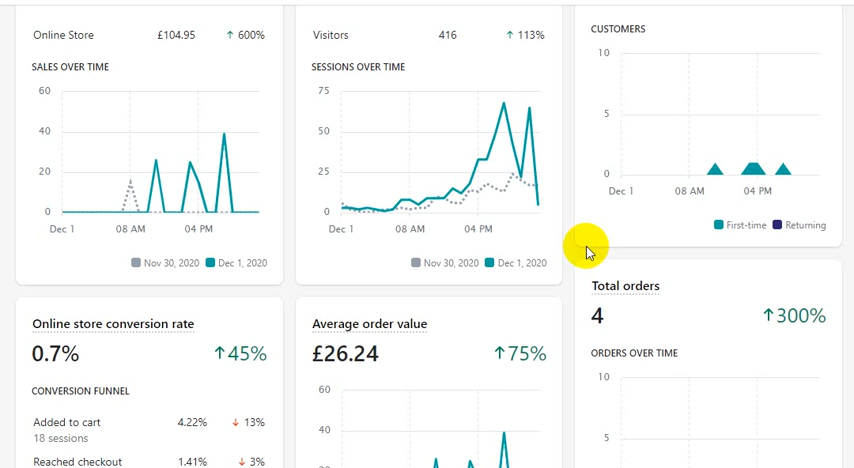 Online Store £104.95 ↑ 600%
SALES OVER TIME
60
40
20
0
Dec 1 08 AM 04 PM
Nov 30, 2020 Dec 1, 2020
Visitors 416 ↑ 113%
SESSIONS OVER TIME
75
50
25
0
Dec 1 08 AM 04 PM
Nov 30, 2020 Dec 1, 2020
CUSTOMERS
10
5
0
Dec 1 08 AM 04 PM
First-time Returning
Online store conversion rate
0.7% ↑45%
CONVERSION FUNNEL
Added to cart 4.22% ↓ 13%
18 sessions
Reached checkout 1.41% ↓ 3%
Average order value
£26.24 ↑75%
60
40
20
Total orders
4 ↑300%
ORDERS OVER TIME
10
5